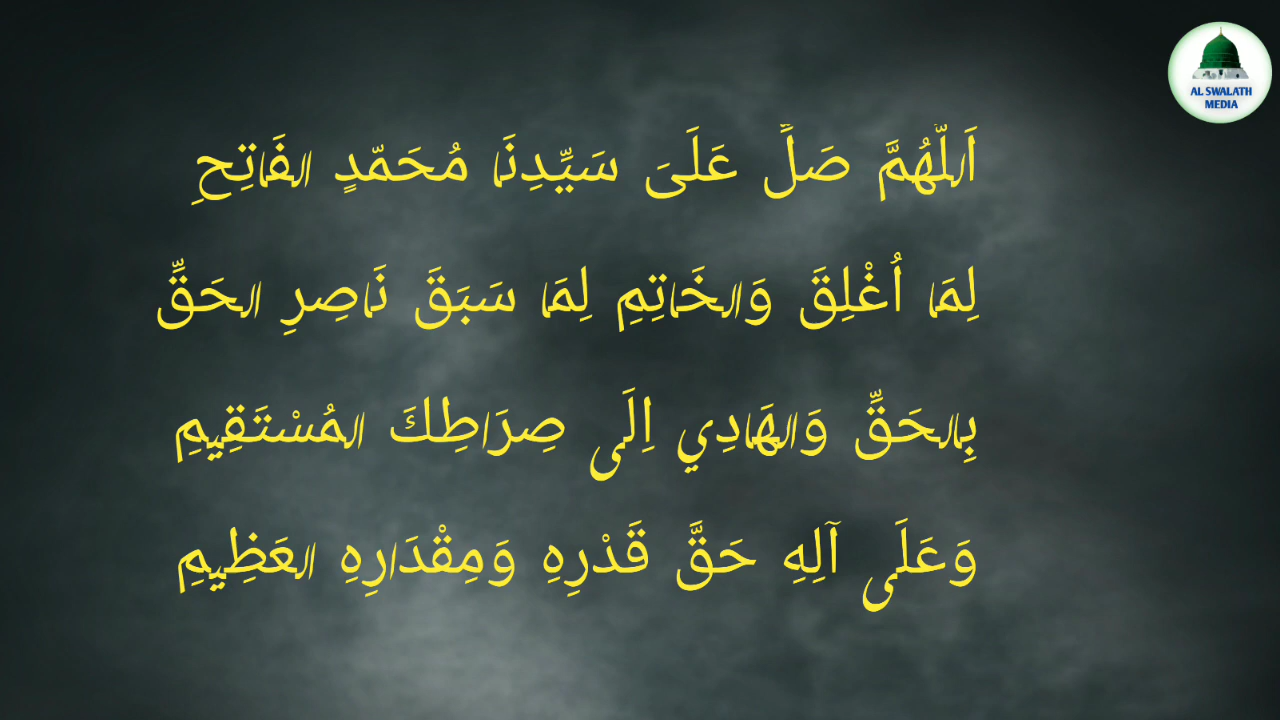 اَللّٰهُمَّ صَلِّ عَلَىَ سَيِّدِنَا مُحَمّدٍ الفَاتِحِ
لِمَا اُغْلِقَ وَالخَاتِمِ لِمَا سَبَقَ نَاصِرِ الحَقِّ
بِالحَقِّ وَالهَادِي اِلَى صِرَاطِكَ المُسْتَقِيمِ
وَعَلَى آلِهِ حَقَّ قَدْرِهِ وَمِقْدَارِهِ العَظِيمِ
AL SWALATH
MEDIA